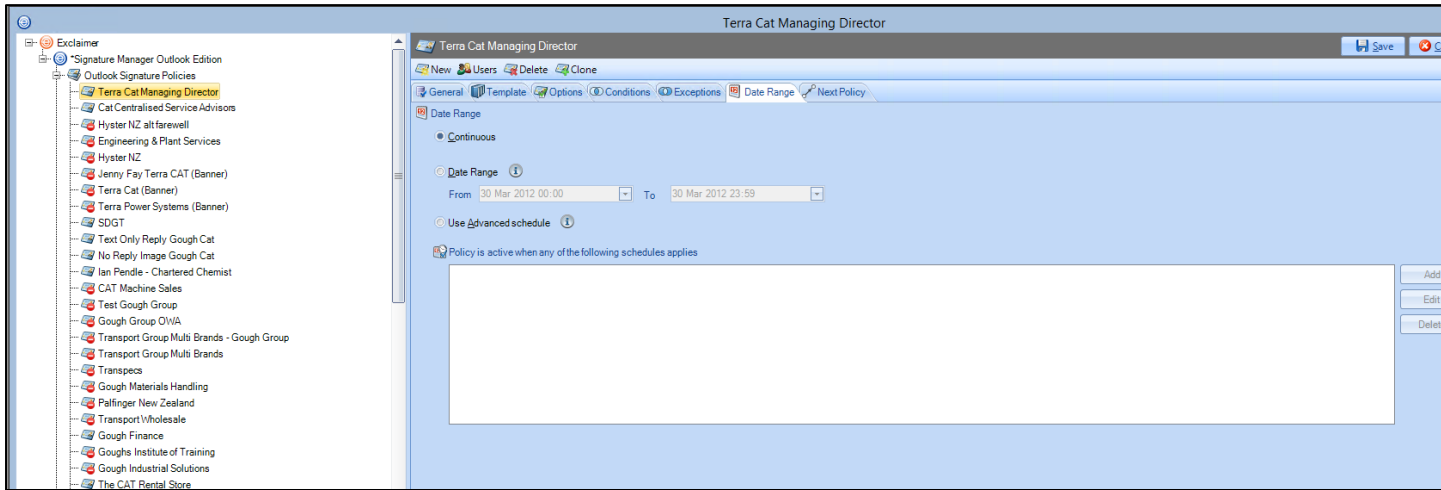 Terra Cat Managing Director
Exclaimer
*Signature Manager Outlook Edition
Outlook Signature Policies
Terra Cat Managing Director
Cat Centralised Service Advisors
Hyster NZ alt farewell
Engineering & Plant Services
Hyster NZ
Jenny Fay Terra CAT (Banner)
Terra Cat (Banner)
Terra Power Systems (Banner)
SDGT
Text Only Reply Gough Cat
No Reply Image Gough Cat
Ian Pendle - Chartered Chemist
CAT Machine Sales
Test Gough Group
Gough Group OWA
Transport Group Multi Brands - Gough Group
Transport Group Multi Brands
Transpecs
Gough Materials Handling
Palfinger New Zealand
Transport Wholesale
Gough Finance
Goughs Institute of Training
Gough Industrial Solutions
The CAT Rental Store
Terra Cat Managing Director Save C
New Users Delete Clone
General Template Options Conditions Exceptions Date Range Next Policy
Date Range
Continuous
Date Range
From 30 Mar 2012 00:00 To 30 Mar 2012 23:59
Use Advanced schedule
Policy is active when any of the following schedules applies
Add
Edit
Delet